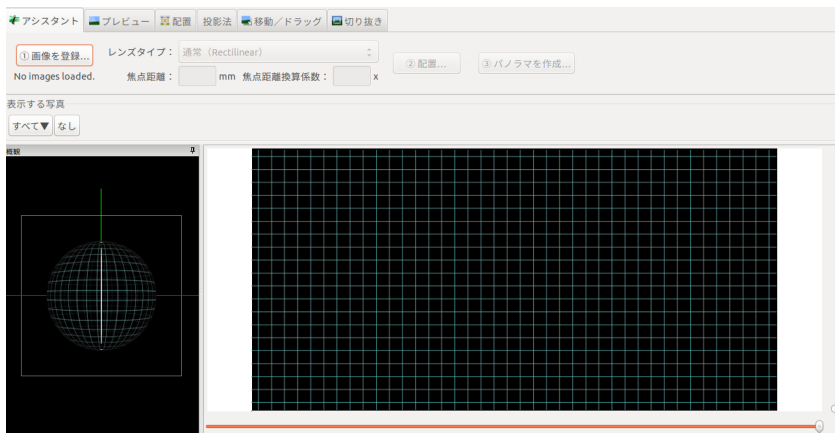 アシスタント プレビュー 配置 投影法 移動／ドラッグ 切り抜き
① 画像を登録... レンズタイプ： 通常（Rectilinear） ② 配置... ③ パノラマを作成...
No images loaded. 焦点距離： mm 焦点距離換算係数： x
表示する写真
すべて▼ なし
概観